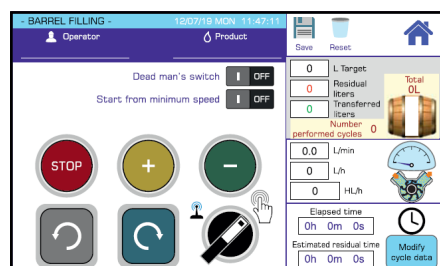 - BARREL FILLING -
12/07/19 MON 11:47:11
Operator
Product
Dead man's switch
I OFF
Start from minimum speed
I OFF
STOP
+
-
Save
Reset
0 L Target
0 Residual
liters
0 Transferred
liters
Number
performed cycles 0
Total
0L
0.0 L/min
0 L/h
0 HL/h
Elapsed time
0h 0m 0s
Estimated residual time
0h 0m 0s
Modify
cycle data